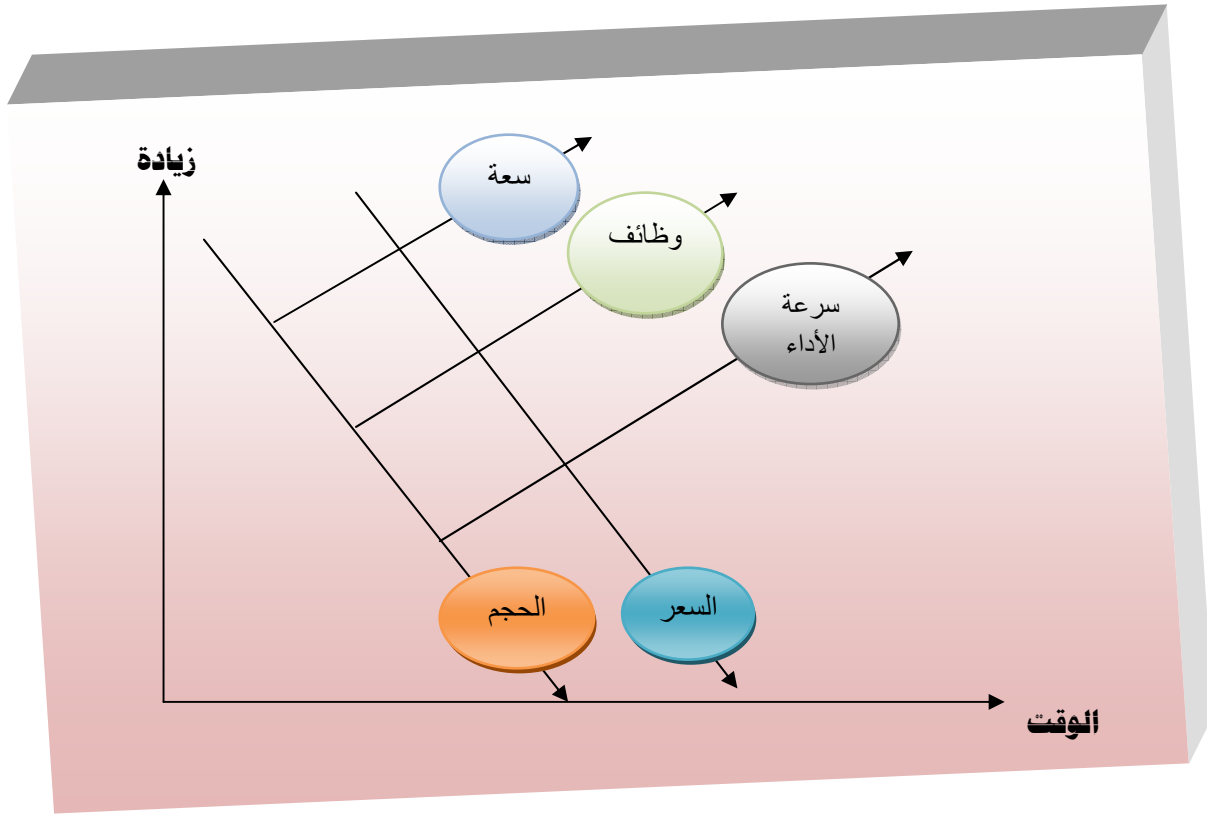 زيادة
سعة
وظائف
سرعة
الأداء
الحجم
السعر
الوقت